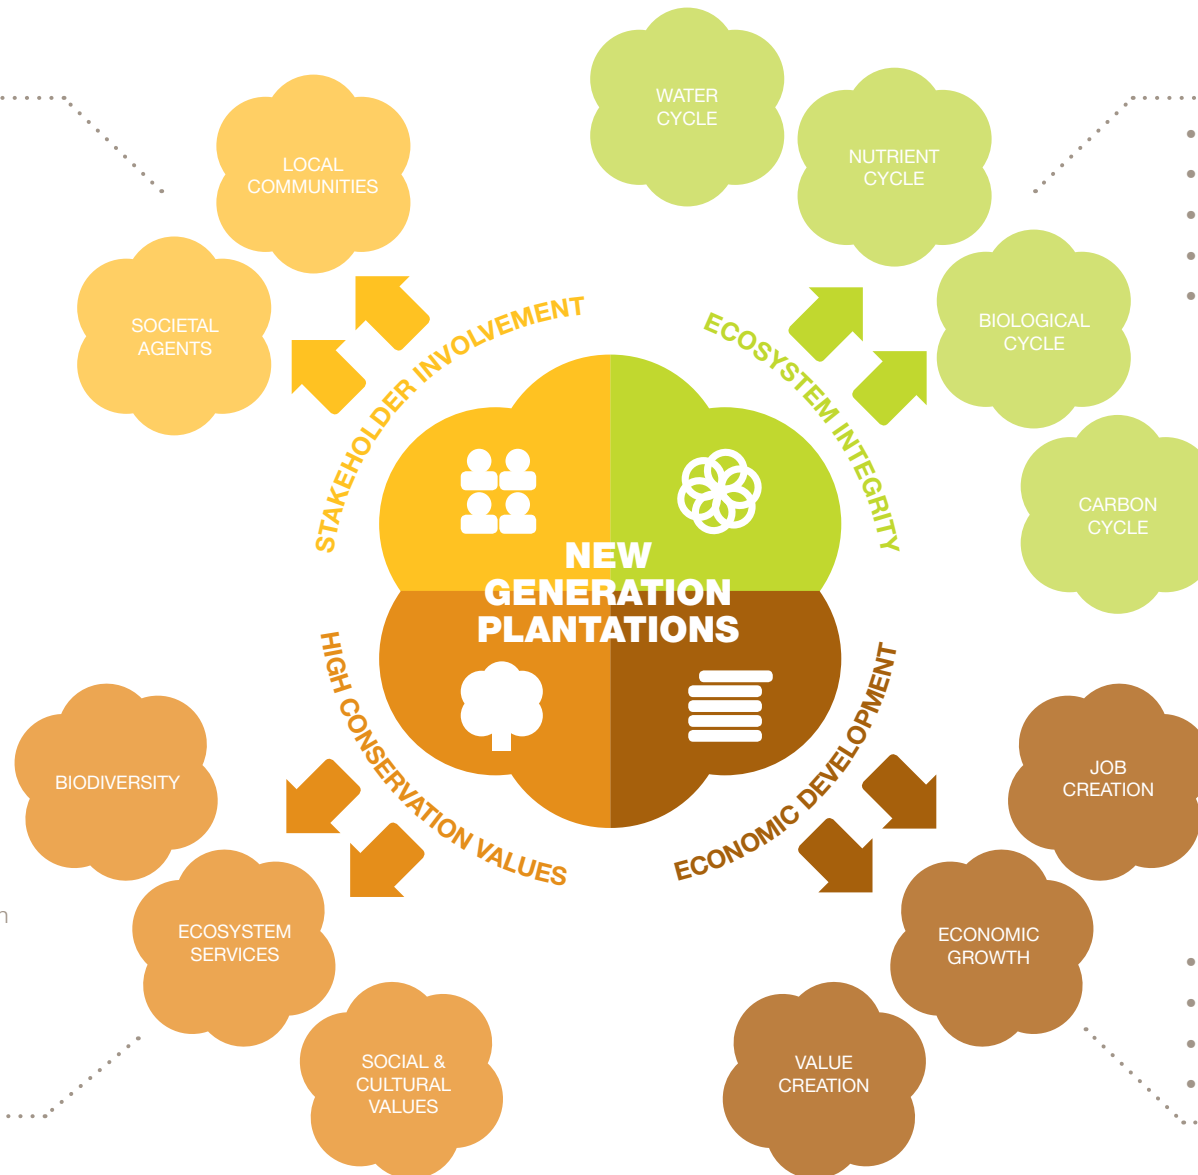 WATER
CYCLE
LOCAL
COMMUNITIES
NUTRIENT
CYCLE
SOCIETAL
AGENTS
BIOLOGICAL
CYCLE
STAKEHOLDER INVOLVEMENT
ECOSYSTEM INTEGRITY
CARBON
CYCLE
NEW
GENERATION
PLANTATIONS
HIGH CONSERVATION VALUES
ECONOMIC DEVELOPMENT
BIODIVERSITY
JOB
CREATION
ECOSYSTEM
SERVICES
ECONOMIC
GROWTH
SOCIAL &
CULTURAL
VALUES
VALUE
CREATION